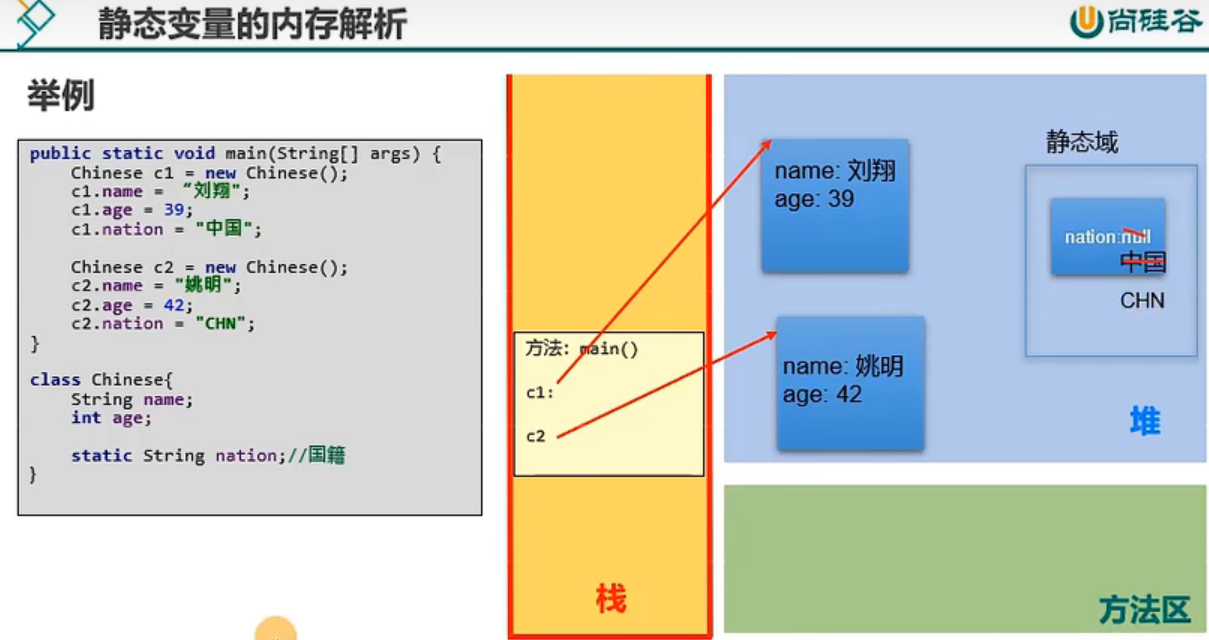 静态变量的内存解析
尚硅谷
举例
public static void main(String[] args) {
Chinese c1 = new Chinese();
c1.name = “刘翔";
c1.age = 39;
c1.nation = "中国";
Chinese c2 = new Chinese();
c2.name = "姚明";
c2.age = 42;
c2.nation = "CHN";
}
class Chinese{
String name;
int age;
static String nation;//国籍
}
方法: main()
c1:
c2
栈
name: 刘翔
age: 39
name: 姚明
age: 42
静态域
nation:null
中国
CHN
堆
方法区